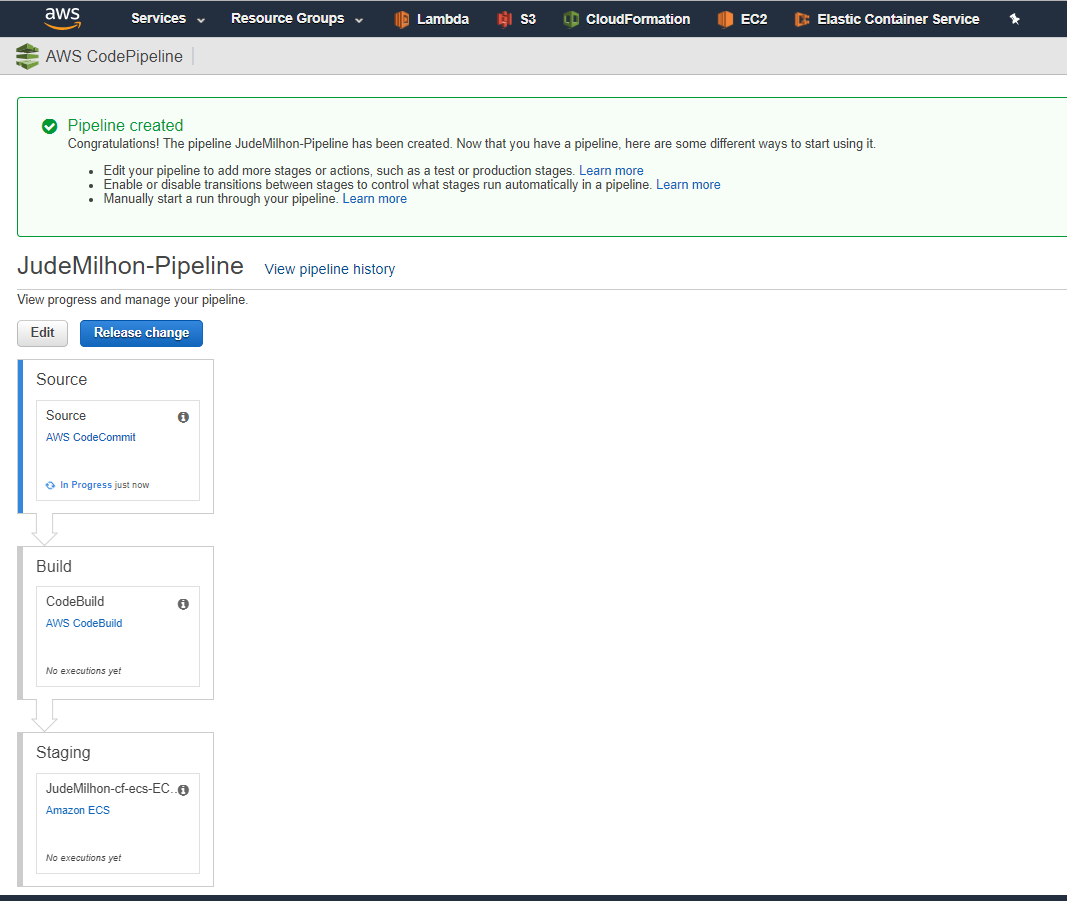 aws Services Resource Groups Lambda S3 CloudFormation EC2 Elastic Container Service
AWS CodePipeline
Pipeline created
Congratulations! The pipeline JudeMilhon-Pipeline has been created. Now that you have a pipeline, here are some different ways to start using it.
• Edit your pipeline to add more stages or actions, such as a test or production stages. Learn more
• Enable or disable transitions between stages to control what stages run automatically in a pipeline. Learn more
• Manually start a run through your pipeline. Learn more
JudeMilhon-Pipeline View pipeline history
View progress and manage your pipeline.
Edit Release change
Source
Source
AWS CodeCommit
In Progress just now
Build
CodeBuild
AWS CodeBuild
No executions yet
Staging
JudeMilhon-cf-ecs-EC...
Amazon ECS
No executions yet